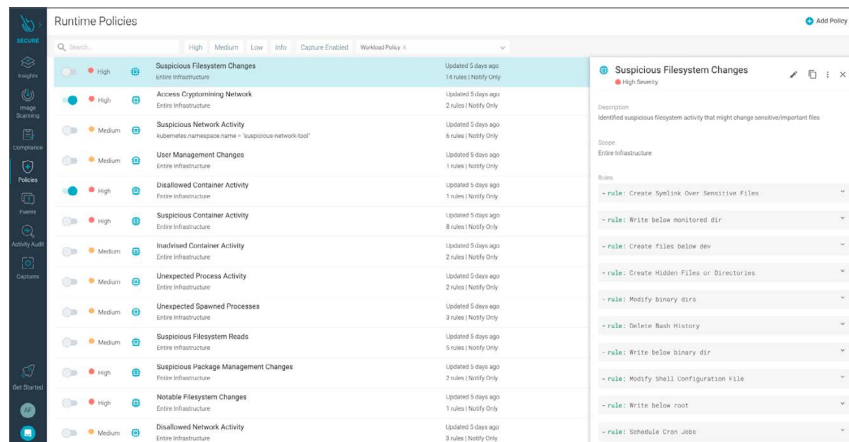 SECURE
Insights
Image
Scanning
Compliance
Policies
Events
Activity Audit
Captures
Get Started
AF
Runtime Policies
Add Policy
Search...
High Medium Low Info Capture Enabled Workload Policy
High Suspicious Filesystem Changes Updated 5 days ago
Entire Infrastructure 14 rules | Notify Only
High Access Cryptomining Network Updated 5 days ago
Entire Infrastructure 2 rules | Notify Only
Medium Suspicious Network Activity Updated 5 days ago
kubernetes.namespace.name = "suspicious-network-tool" 6 rules | Notify Only
Medium User Management Changes Updated 5 days ago
Entire Infrastructure 1 rules | Notify Only
High Disallowed Container Activity Updated 5 days ago
Entire Infrastructure 1 rules | Notify Only
High Suspicious Container Activity Updated 5 days ago
Entire Infrastructure 8 rules | Notify Only
Medium Inadvised Container Activity Updated 5 days ago
Entire Infrastructure 2 rules | Notify Only
Medium Unexpected Process Activity Updated 5 days ago
Entire Infrastructure 2 rules | Notify Only
Medium Unexpected Spawned Processes Updated 5 days ago
Entire Infrastructure 3 rules | Notify Only
Medium Suspicious Filesystem Reads Updated 5 days ago
Entire Infrastructure 5 rules | Notify Only
High Suspicious Package Management Changes Updated 5 days ago
Entire Infrastructure 2 rules | Notify Only
High Notable Filesystem Changes Updated 5 days ago
Entire Infrastructure 1 rules | Notify Only
Medium Disallowed Network Activity Updated 5 days ago
Entire Infrastructure 3 rules | Notify Only
Suspicious Filesystem Changes
High Severity
Description
Identified suspicious filesystem activity that might change sensitive/important files
Scope
Entire Infrastructure
Rules
- rule: Create Symlink Over Sensitive Files
- rule: Write below monitored dir
- rule: Create files below dev
- rule: Create Hidden Files or Directories
- rule: Modify binary dirs
- rule: Delete Bash History
- rule: Write below binary dir
- rule: Modify Shell Configuration File
- rule: Write below root
- rule: Schedule Cron Jobs